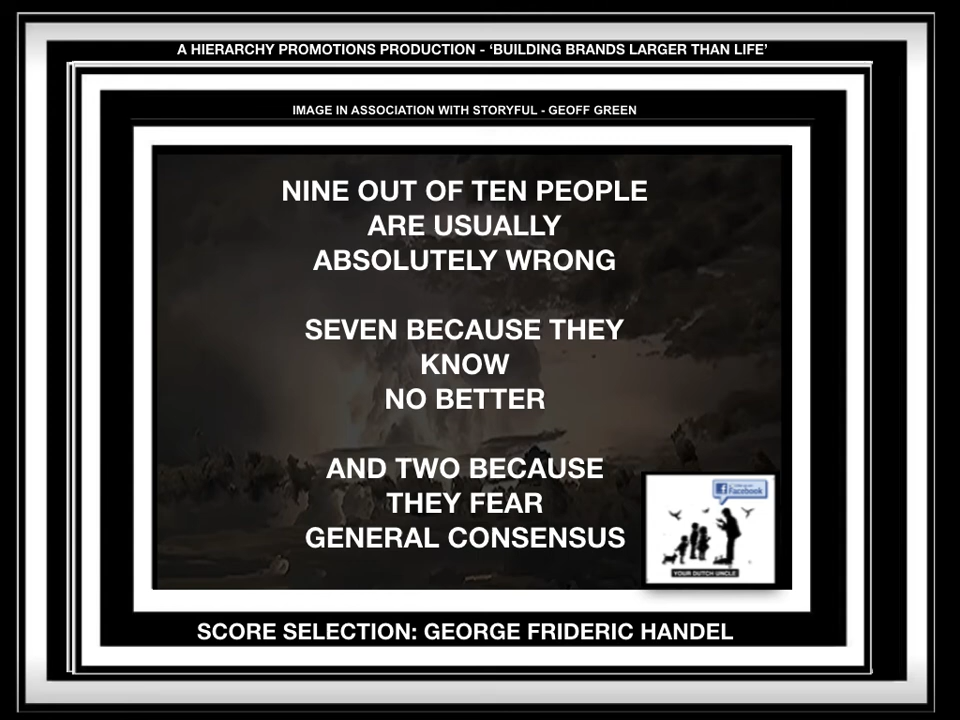 A HIERARCHY PROMOTIONS PRODUCTION - ‘BUILDING BRANDS LARGER THAN LIFE’
IMAGE IN ASSOCIATION WITH STORYFUL - GEOFF GREEN
NINE OUT OF TEN PEOPLE
ARE USUALLY
ABSOLUTELY WRONG
SEVEN BECAUSE THEY
KNOW
NO BETTER
AND TWO BECAUSE
THEY FEAR
GENERAL CONSENSUS
Facebook
YOUR DUTCH UNCLE
SCORE SELECTION: GEORGE FRIDERIC HANDEL